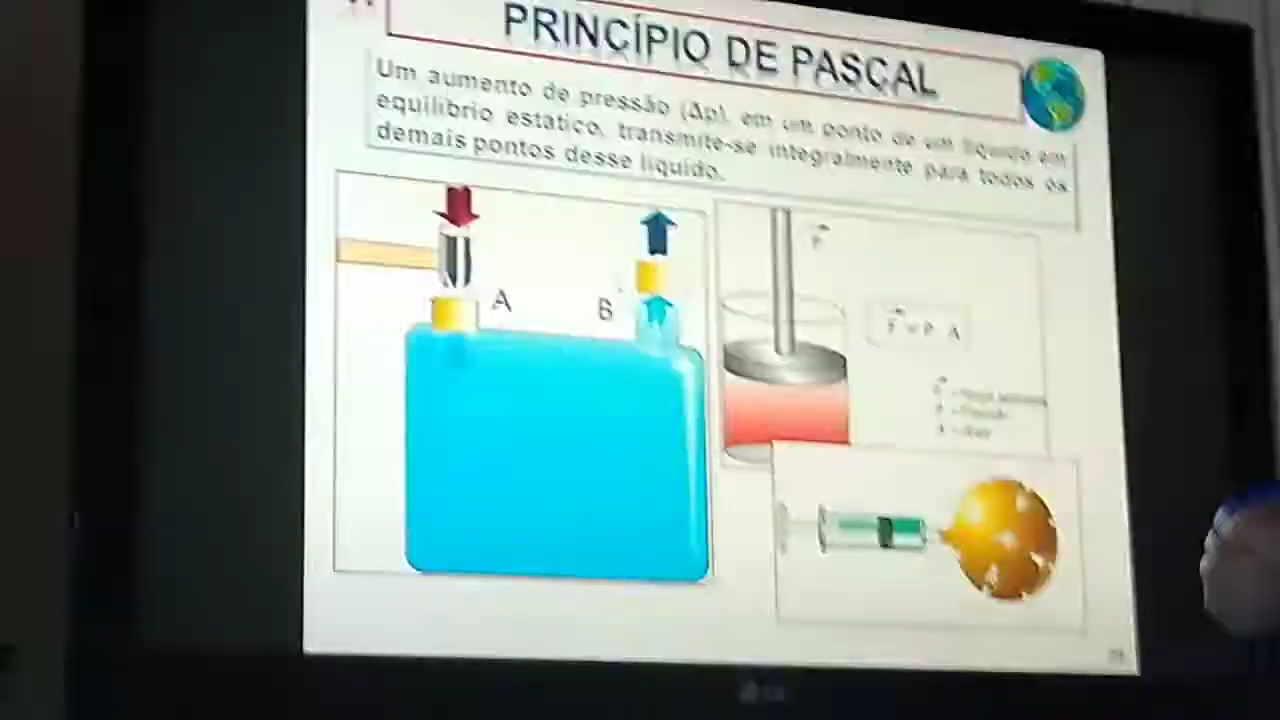 PRINCÍPIO DE PASCAL
Um aumento de pressão (Δp), em um ponto de um líquido em
equilíbrio estático, transmite-se integralmente para todos os
demais pontos desse líquido.
A
B
F
F = P A